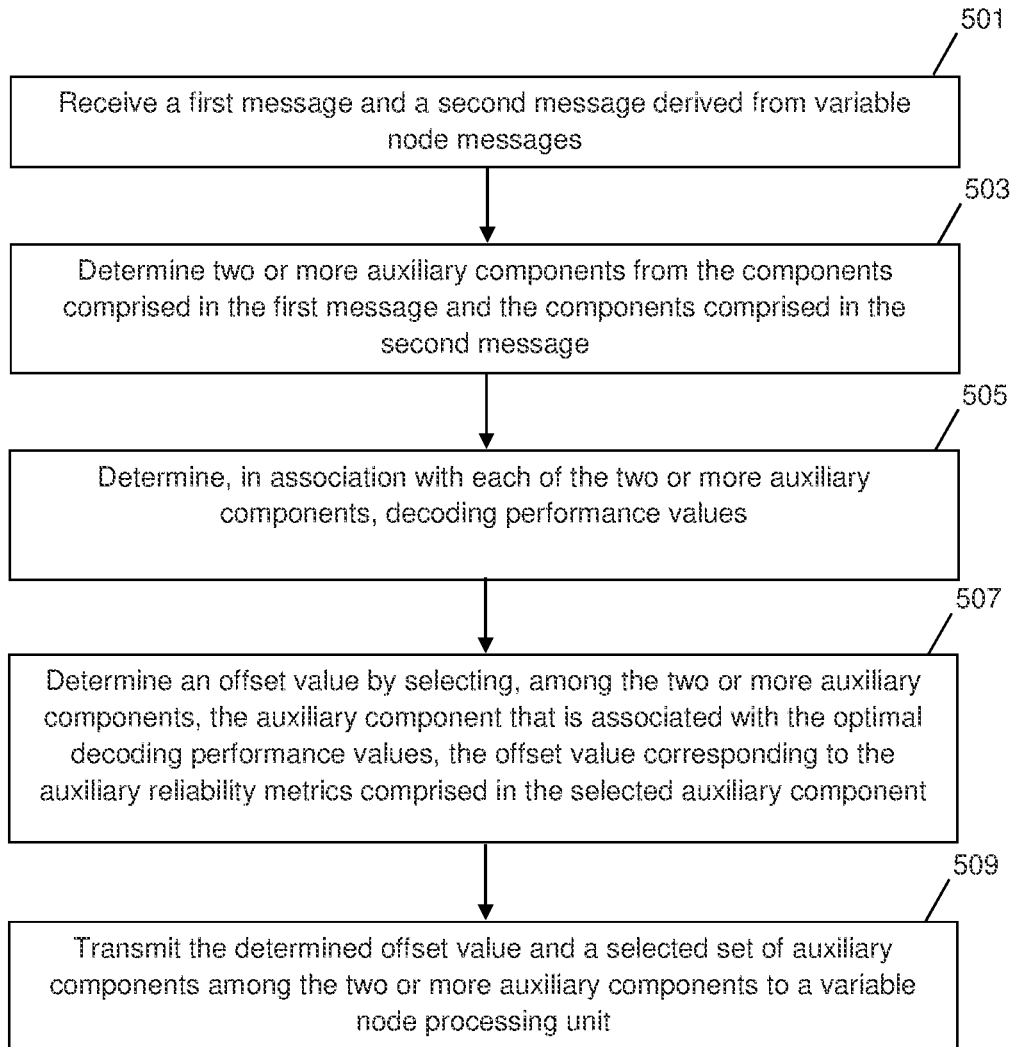 501
Receive a first message and a second message derived from variable
node messages
503
Determine two or more auxiliary components from the components
comprised in the first message and the components comprised in the
second message
505
Determine, in association with each of the two or more auxiliary
components, decoding performance values
507
Determine an offset value by selecting, among the two or more auxiliary
components, the auxiliary component that is associated with the optimal
decoding performance values, the offset value corresponding to the
auxiliary reliability metrics comprised in the selected auxiliary component
509
Transmit the determined offset value and a selected set of auxiliary
components among the two or more auxiliary components to a variable
node processing unit